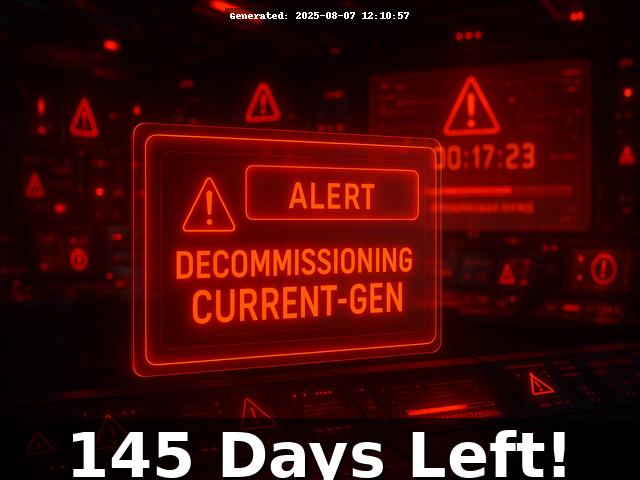 Generated: 2025-08-07 12:10:57
00:17:23
ALERT
DECOMMISSIONING
CURRENT-GEN
145 Days Left!